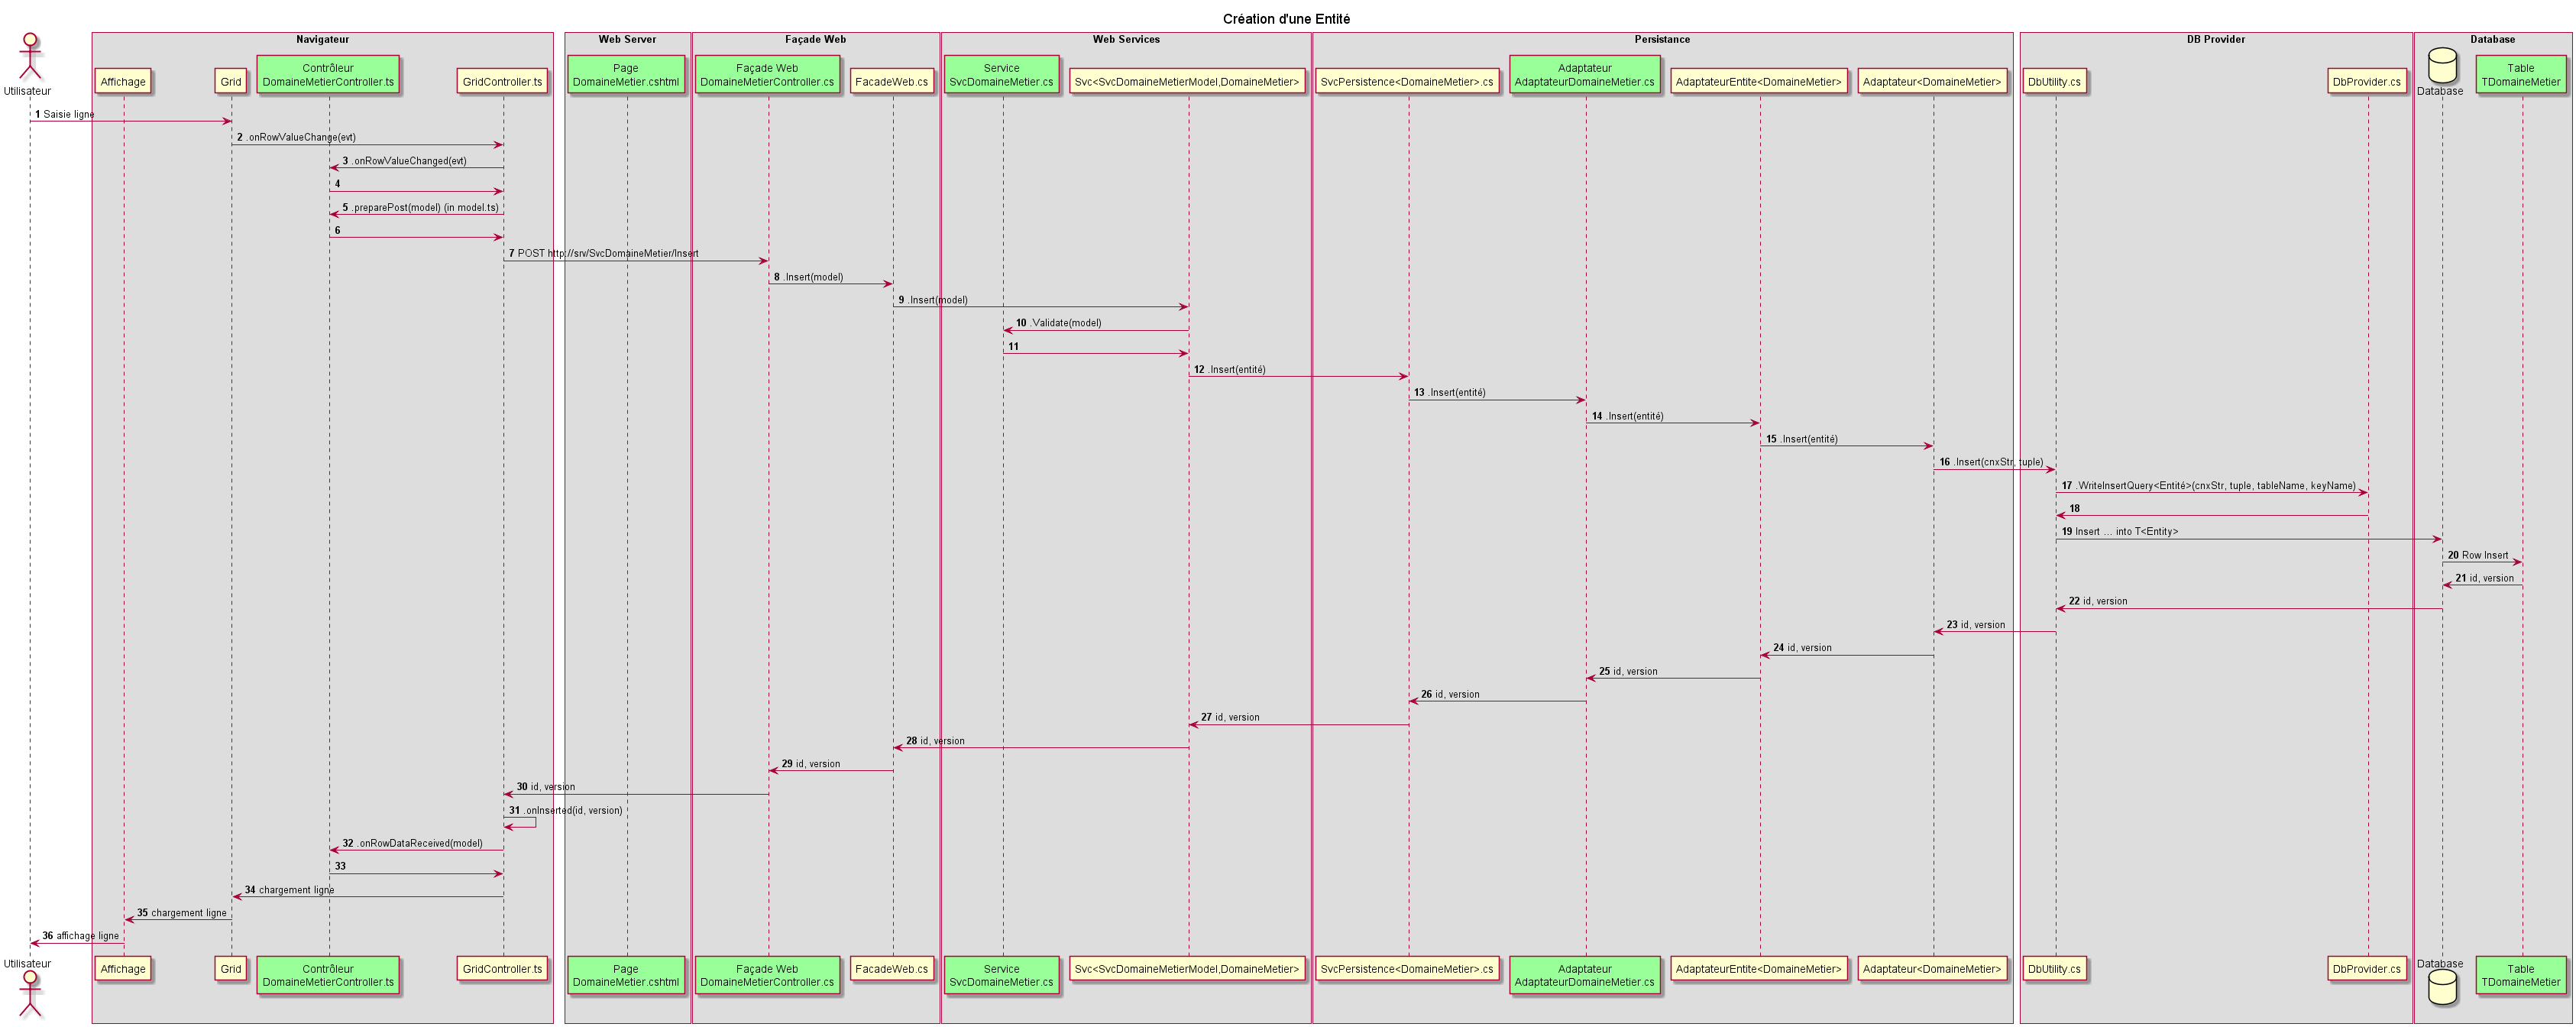 Création d'une Entité
Navigateur
Web Server
Façade Web
Web Services
Persistance
DB Provider
Database
Utilisateur
Affichage
Grid
Contrôleur
DomaineMetierController.ts
GridController.ts
Page
DomaineMetier.cshtml
Façade Web
DomaineMetierController.cs
FacadeWeb.cs
Service
SvcDomaineMetier.cs
Svc<SvcDomaineMetierModel,DomaineMetier>
SvcPersistence<DomaineMetier>.cs
Adaptateur
AdaptateurDomaineMetier.cs
AdaptateurEntite<DomaineMetier>
Adaptateur<DomaineMetier>
DbUtility.cs
DbProvider.cs
Database
Table
TDomaineMetier
1 Saisie ligne
2 .onRowValueChange(evt)
3 .onRowValueChanged(evt)
4
5 .preparePost(model) (in model.ts)
6
7 POST http://srv/SvcDomaineMetier/Insert
8 .Insert(model)
9 .Insert(model)
10 .Validate(model)
11
12 .Insert(entité)
13 .Insert(entité)
14 .Insert(entité)
15 .Insert(entité)
16 .Insert(cnxStr, tuple)
17 .WriteInsertQuery<Entité>(cnxStr, tuple, tableName, keyName)
18
19 Insert ... into T<Entity>
20 Row Insert
21 id, version
22 id, version
23 id, version
24 id, version
25 id, version
26 id, version
27 id, version
28 id, version
29 id, version
30 id, version
31 .onInserted(id, version)
32 .onRowDataReceived(model)
33
34 chargement ligne
35 chargement ligne
36 affichage ligne
Utilisateur
Affichage
Grid
Contrôleur
DomaineMetierController.ts
GridController.ts
Page
DomaineMetier.cshtml
Façade Web
DomaineMetierController.cs
FacadeWeb.cs
Service
SvcDomaineMetier.cs
Svc<SvcDomaineMetierModel,DomaineMetier>
SvcPersistence<DomaineMetier>.cs
Adaptateur
AdaptateurDomaineMetier.cs
AdaptateurEntite<DomaineMetier>
Adaptateur<DomaineMetier>
DbUtility.cs
DbProvider.cs
Database
Table
TDomaineMetier